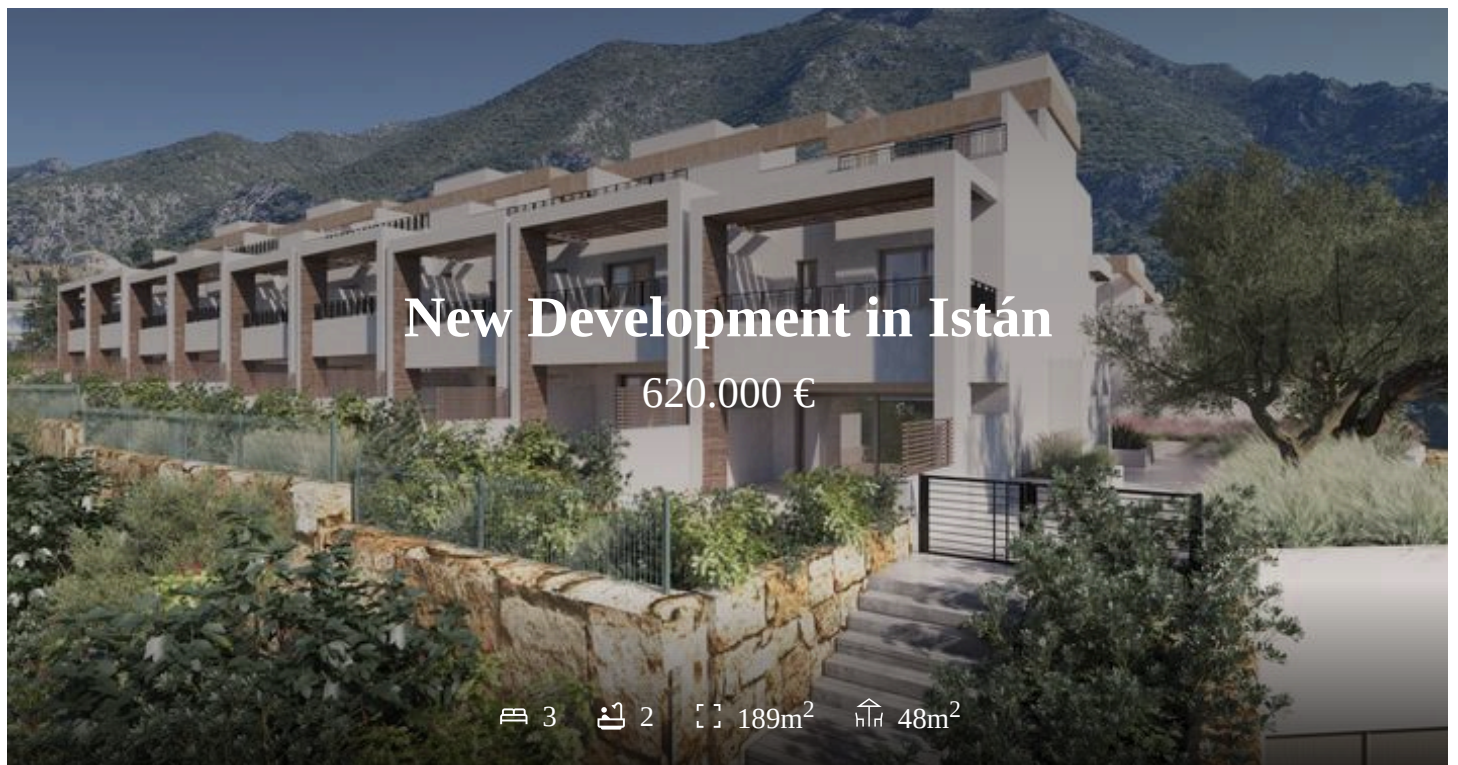 New Development in Istán
620.000 €
3 2 189m² 48m²